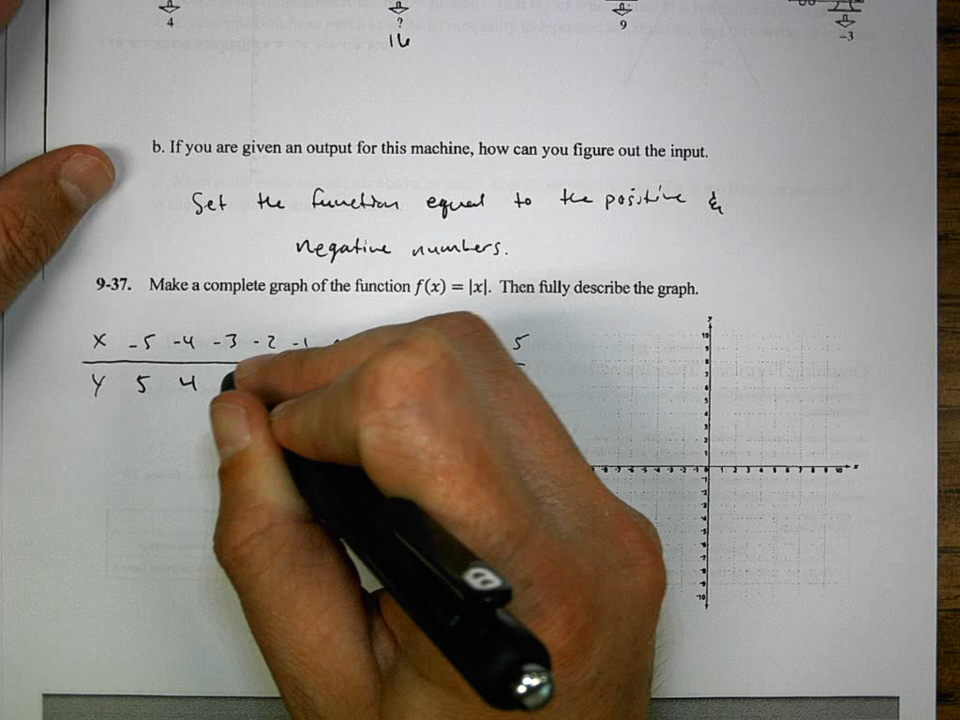 4 ? 9 -3
16
b. If you are given an output for this machine, how can you figure out the input.
Set the function equal to the positive &
negative numbers.
9-37. Make a complete graph of the function f(x) = |x|. Then fully describe the graph.
X -5 -4 -3 -2 -1 5
Y 5 4
y
x